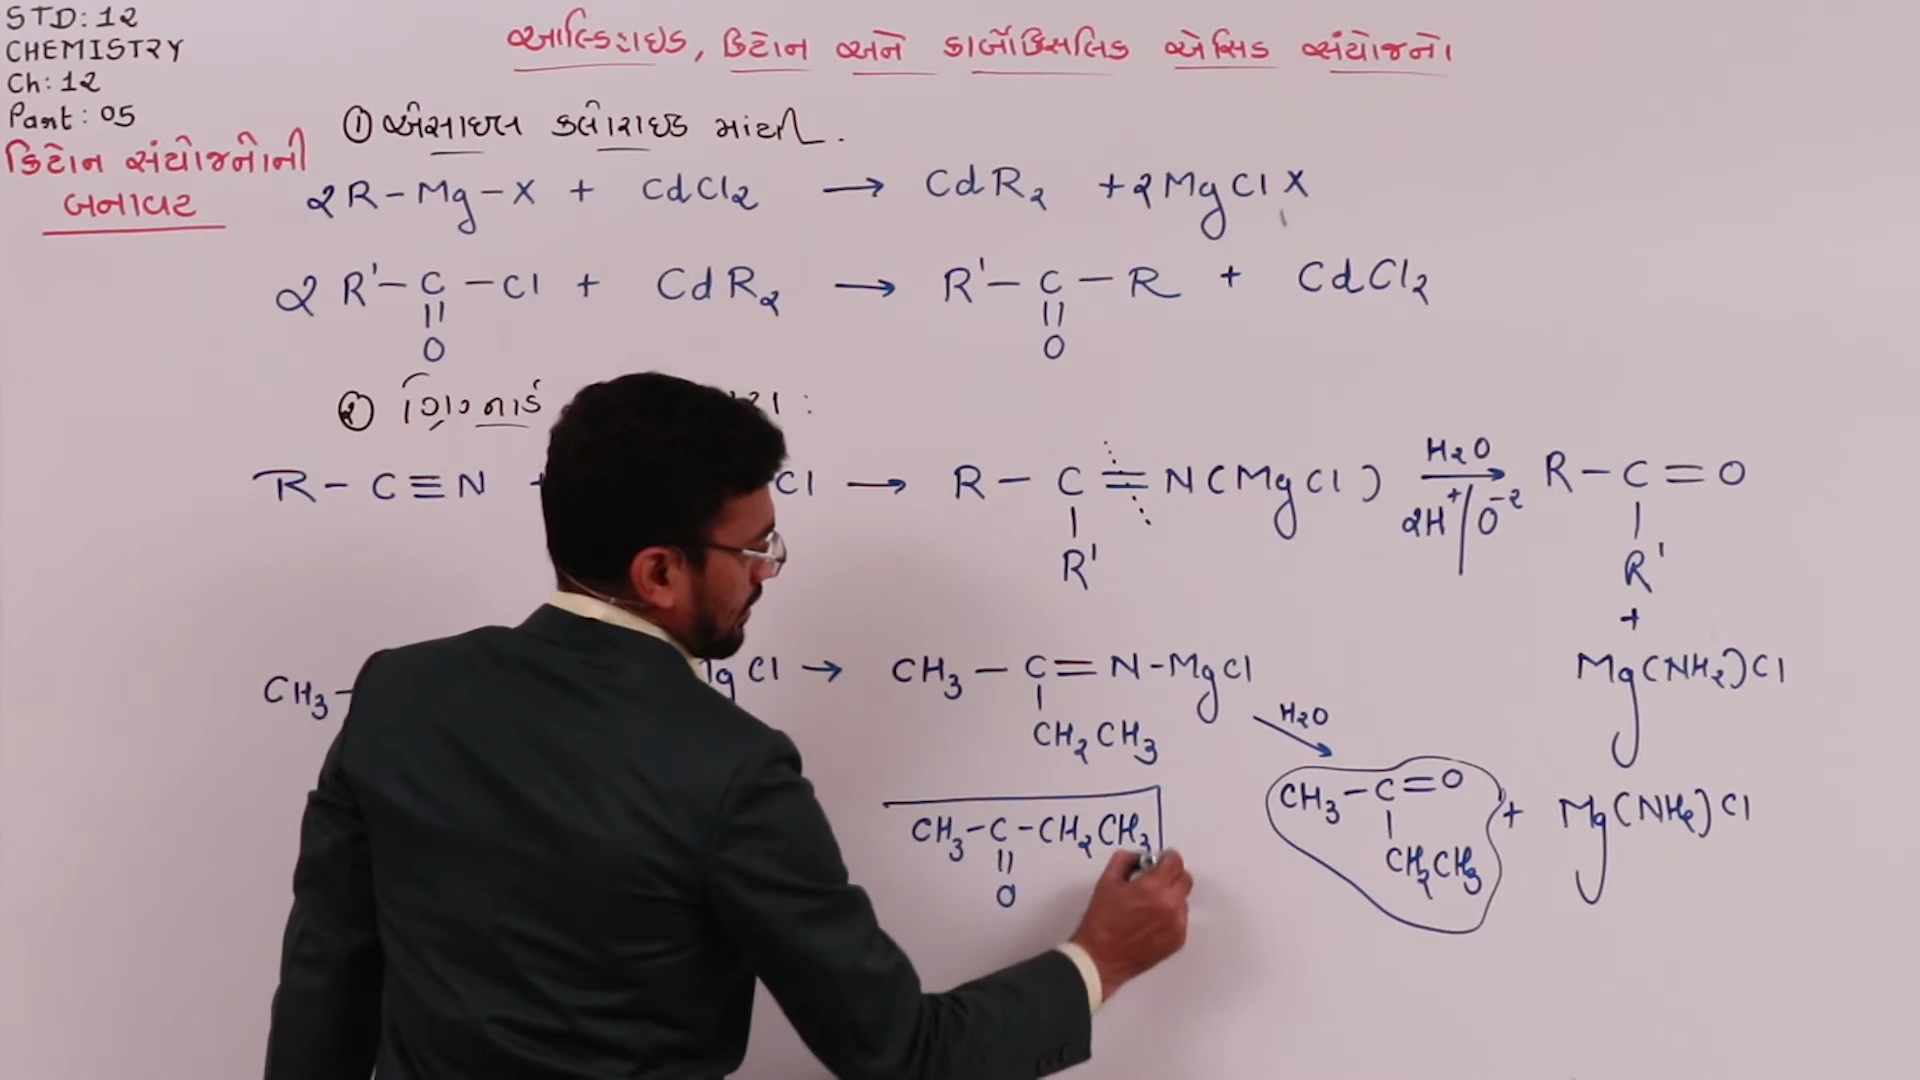 STD: 12
CHEMISTRY
Ch: 12
Part: 05
આલ્ડિહાઇડ, કિટોન અને કાર્બોક્સિલિક એસિડ સંયોજનો
કિટોન સંયોજનોની
બનાવટ
① એસાઇલ ક્લોરાઇડ માંથી.
2R-Mg-X + CdCl₂ → CdR₂ + 2MgClX
2 R'-C-Cl + CdR₂ → R'-C-R + CdCl₂
|| ||
O O
②
R-C≡N + Cl → R-C=N(MgCl) H₂O R-C=O
2H⁺/O⁻²
| |
R' R'
+
CH₃- MgCl → CH₃-C=N-MgCl Mg(NH₂)Cl
|
CH₂CH₃ H₂O
CH₃-C=O + Mg(NH₂)Cl
|
CH₂CH₃
CH₃-C-CH₂CH₃
||
O